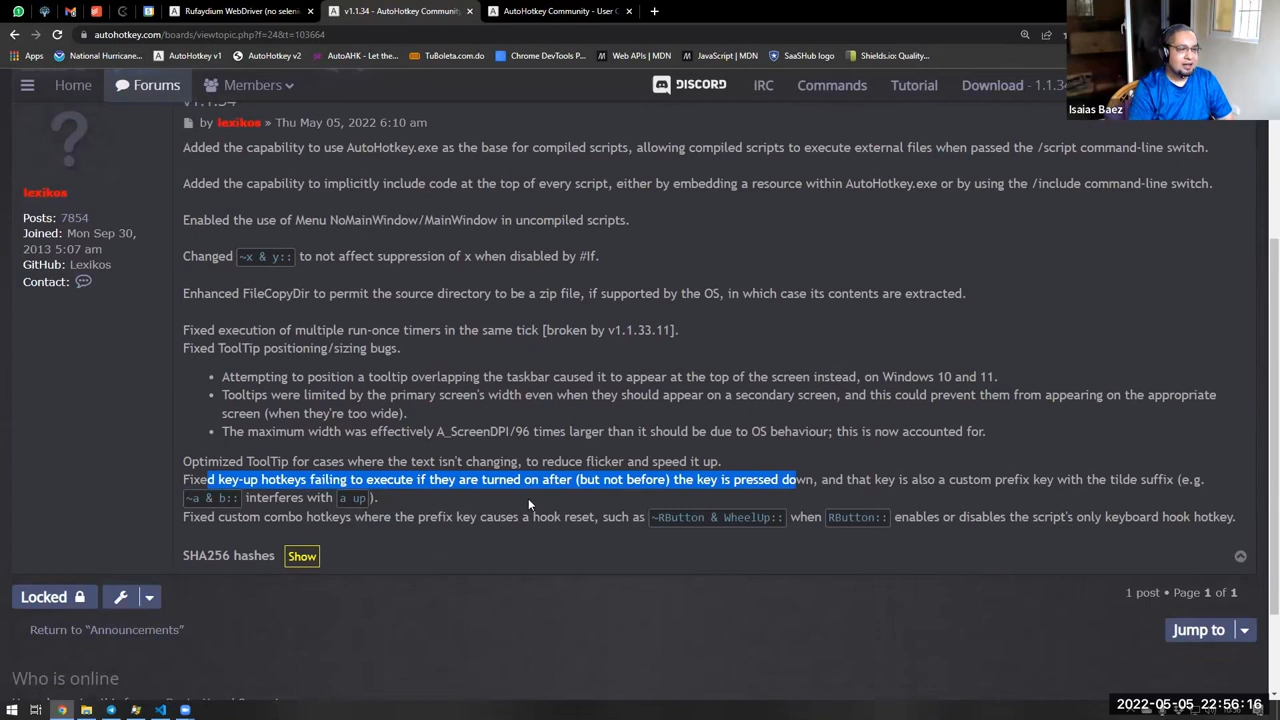 Rufaydium WebDriver (no selen
v1.1.34 - AutoHotkey Communit
AutoHotkey Community - User C
autohotkey.com/boards/viewtopic.php?f=24&t=103664
Apps
National Hurricane...
AutoHotkey v1
AutoHotkey v2
AutoAHK - Let the...
TuBoleta.com.do
Chrome DevTools P...
Web APIs | MDN
JavaScript | MDN
SaaSHub logo
Shields.io: Quality...
Isaias Baez
Home
Forums
Members
DISCORD
IRC
Commands
Tutorial
Download - 1.1.34
v1.1.34
by lexikos » Thu May 05, 2022 6:10 am
lexikos
Posts: 7854
Joined: Mon Sep 30,
2013 5:07 am
GitHub: Lexikos
Contact:
Added the capability to use AutoHotkey.exe as the base for compiled scripts, allowing compiled scripts to execute external files when passed the /script command-line switch.
Added the capability to implicitly include code at the top of every script, either by embedding a resource within AutoHotkey.exe or by using the /include command-line switch.
Enabled the use of Menu NoMainWindow/MainWindow in uncompiled scripts.
Changed ~x & y:: to not affect suppression of x when disabled by #If.
Enhanced FileCopyDir to permit the source directory to be a zip file, if supported by the OS, in which case its contents are extracted.
Fixed execution of multiple run-once timers in the same tick [broken by v1.1.33.11].
Fixed ToolTip positioning/sizing bugs.
• Attempting to position a tooltip overlapping the taskbar caused it to appear at the top of the screen instead, on Windows 10 and 11.
• Tooltips were limited by the primary screen's width even when they should appear on a secondary screen, and this could prevent them from appearing on the appropriate
screen (when they're too wide).
• The maximum width was effectively A_ScreenDPI/96 times larger than it should be due to OS behaviour; this is now accounted for.
Optimized ToolTip for cases where the text isn't changing, to reduce flicker and speed it up.
Fixed key-up hotkeys failing to execute if they are turned on after (but not before) the key is pressed down, and that key is also a custom prefix key with the tilde suffix (e.g.
~a & b:: interferes with a up).
Fixed custom combo hotkeys where the prefix key causes a hook reset, such as ~RButton & WheelUp:: when RButton:: enables or disables the script's only keyboard hook hotkey.
SHA256 hashes Show
Locked
1 post • Page 1 of 1
Return to “Announcements”
Jump to
Who is online
2022-05-05 22:56:16